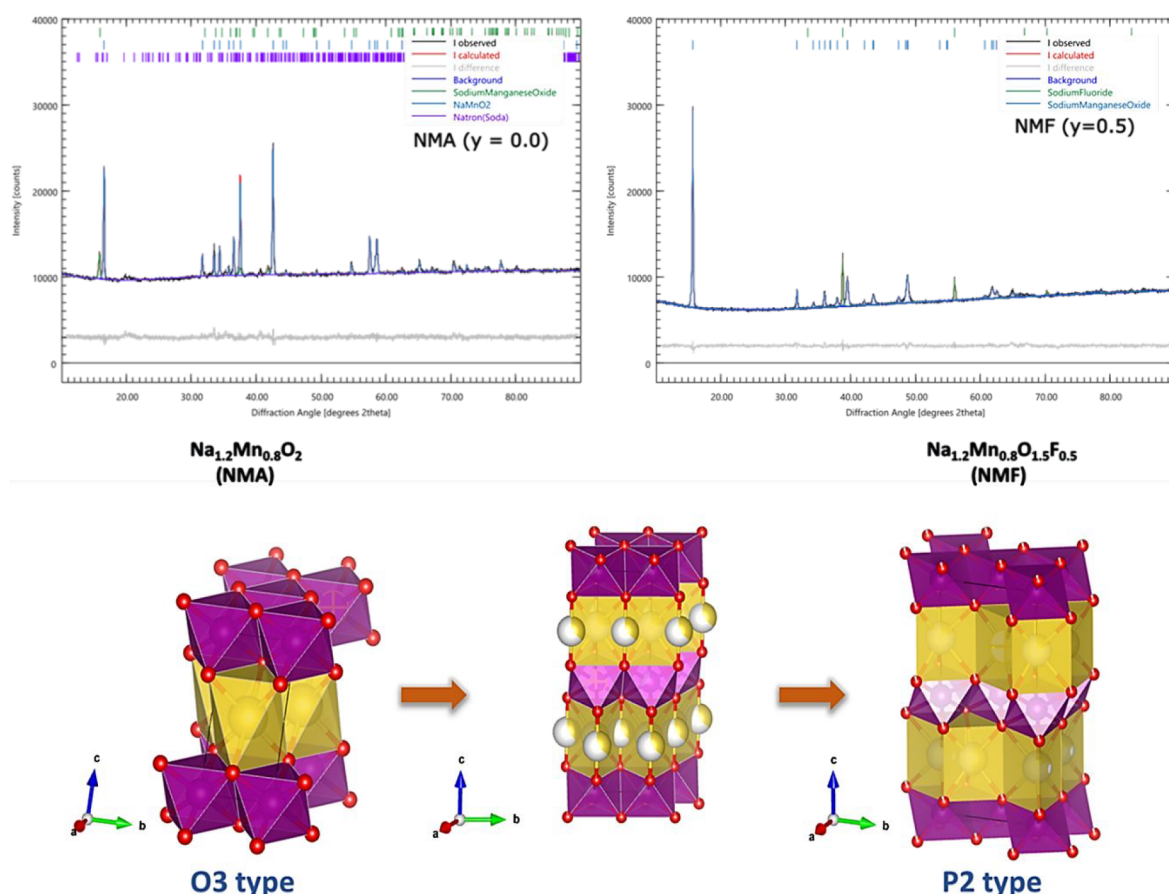 40000
30000
20000
10000
0
Intensity [counts]
20.00 30.00 40.00 50.00 60.00 70.00 80.00
Diffraction Angle [degrees 2theta]
I observed
I calculated
I difference
Background
SodiumManganeseOxide
NaMnO2
Natron(Soda)
NMA (y = 0.0)
40000
30000
20000
10000
0
Intensity [counts]
20.00 30.00 40.00 50.00 60.00 70.00 80.00
Diffraction Angle [degrees 2theta]
I observed
I calculated
I difference
Background
SodiumFluoride
SodiumManganeseOxide
NMF (y=0.5)
Na1.2Mn0.8O2
(NMA)
Na1.2Mn0.8O1.5F0.5
(NMF)
c
a
b
c
a
b
c
a
b
O3 type
P2 type